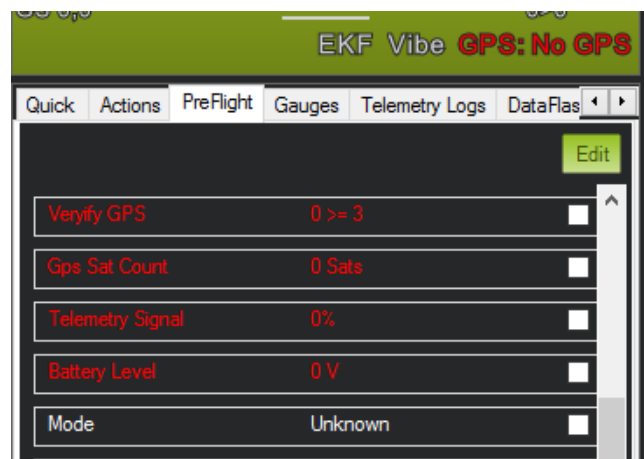 EKF Vibe GPS: No GPS
Quick Actions PreFlight Gauges Telemetry Logs DataFlas
Edit
Veryify GPS 0 >= 3
Gps Sat Count 0 Sats
Telemetry Signal 0%
Battery Level 0 V
Mode Unknown